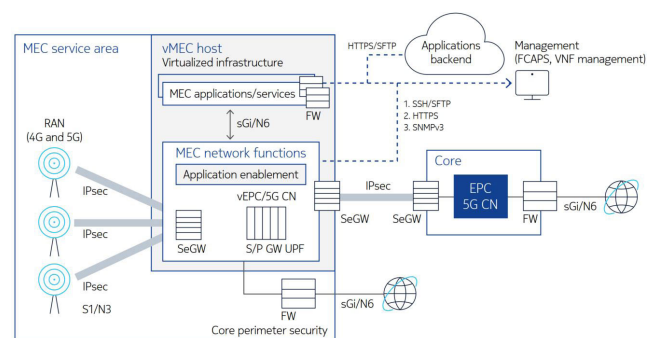 MEC service area
vMEC host
Virtualized infrastructure
MEC applications/services
FW
sGi/N6
HTTPS/SFTP
Applications
backend
Management
(FCAPS, VNF management)
1. SSH/SFTP
2. HTTPS
3. SNMPv3
RAN
(4G and 5G)
IPsec
IPsec
IPsec
S1/N3
MEC network functions
Application enablement
vEPC/5G CN
SeGW
S/P GW UPF
SeGW
IPsec
SeGW
Core
EPC
5G CN
FW
sGi/N6
FW
sGi/N6
Core perimeter security